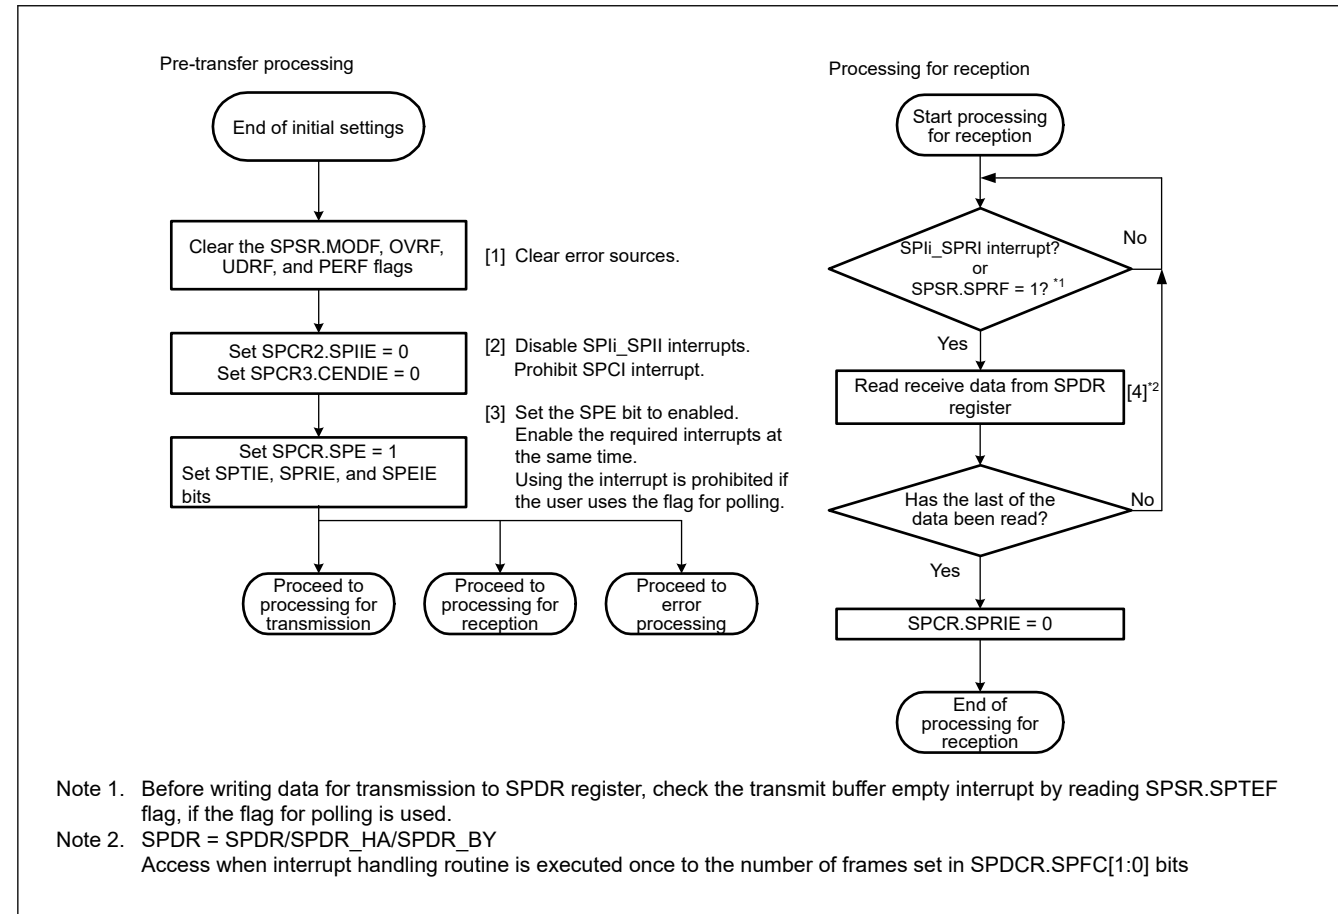 Pre-transfer processing
End of initial settings
Clear the SPSR.MODF, OVRF,
UDRF, and PERF flags
[1] Clear error sources.
Set SPCR2.SPIIE = 0
Set SPCR3.CENDIE = 0
[2] Disable SPIi_SPII interrupts.
Prohibit SPCI interrupt.
Set SPCR.SPE = 1
Set SPTIE, SPRIE, and SPEIE
bits
[3] Set the SPE bit to enabled.
Enable the required interrupts at
the same time.
Using the interrupt is prohibited if
the user uses the flag for polling.
Proceed to
processing for
transmission
Proceed to
processing for
reception
Proceed to
error
processing
Processing for reception
Start processing
for reception
SPIi_SPRI interrupt?
or
SPSR.SPRF = 1? *1
No
Yes
Read receive data from SPDR
register
[4]*2
Has the last of the
data been read?
No
Yes
SPCR.SPRIE = 0
End of
processing for
reception
Note 1. Before writing data for transmission to SPDR register, check the transmit buffer empty interrupt by reading SPSR.SPTEF
flag, if the flag for polling is used.
Note 2. SPDR = SPDR/SPDR_HA/SPDR_BY
Access when interrupt handling routine is executed once to the number of frames set in SPDCR.SPFC[1:0] bits